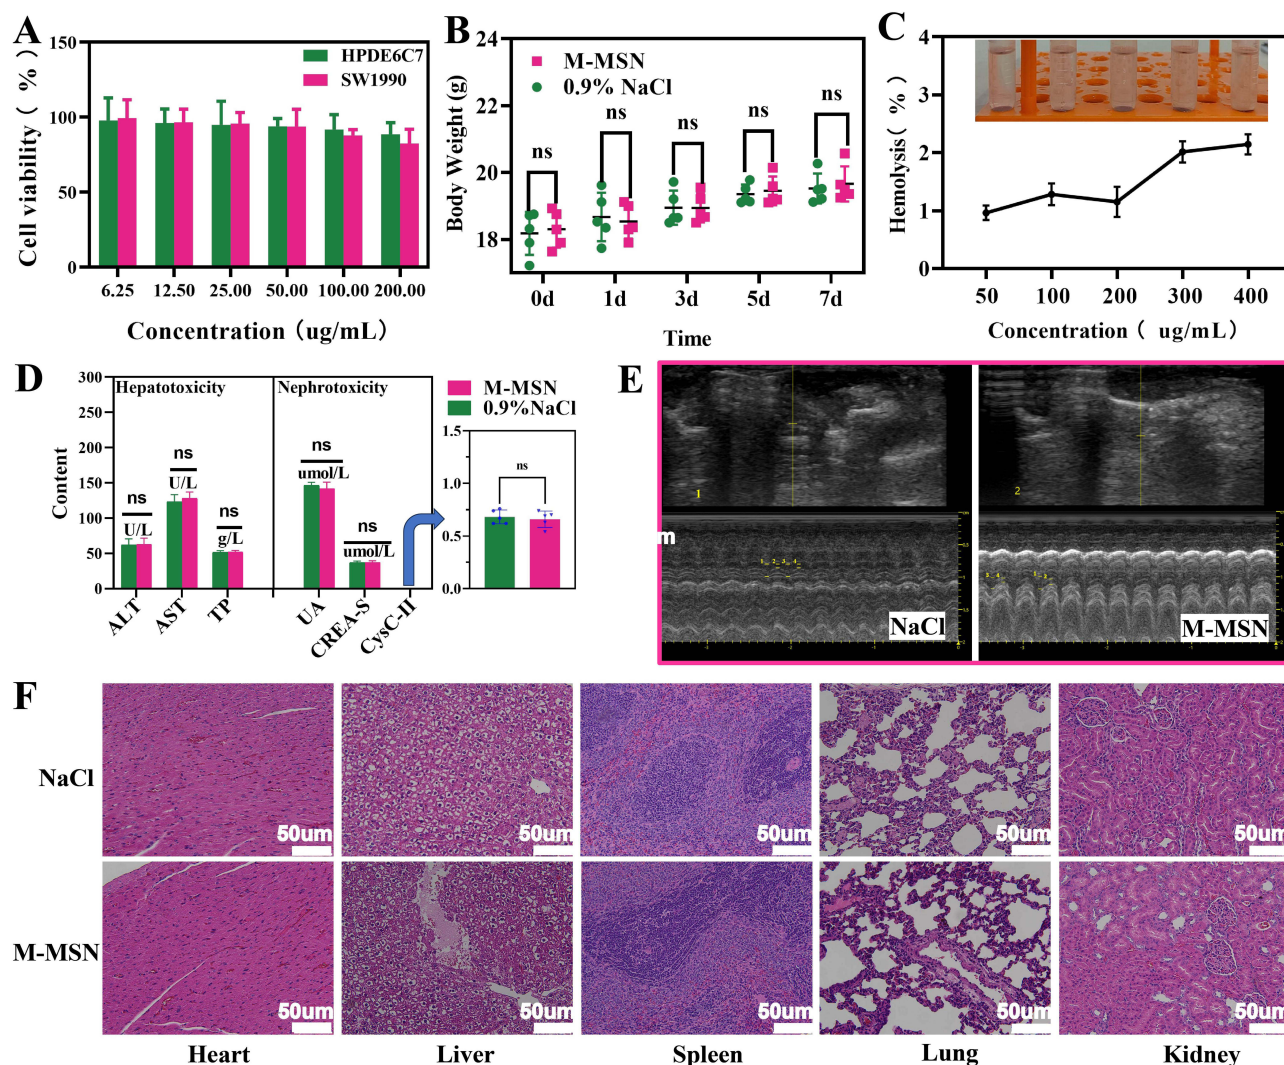 A
150
100
50
0
Cell viability ( % )
HPDE6C7
SW1990
6.25 12.50 25.00 50.00 100.00 200.00
Concentration (ug/mL)
B
24
22
20
18
Body Weight (g)
M-MSN
0.9% NaCl
ns ns ns ns ns
0d 1d 3d 5d 7d
Time
C
4
3
2
1
0
Hemolysis( % )
50 100 200 300 400
Concentration ( ug/mL)
D
300
250
200
150
100
50
0
Content
Hepatotoxicity
Nephrotoxicity
ns
U/L
ns
U/L
ns
g/L
ns
umol/L
ns
umol/L
ALT AST TP UA CREA-S CysC-II
M-MSN
0.9%NaCl
1.5
1.0
0.5
0.0
ns
E
1
m
NaCl
2
M-MSN
F
NaCl
50um 50um 50um 50um 50um
M-MSN
50um 50um 50um 50um 50um
Heart Liver Spleen Lung Kidney